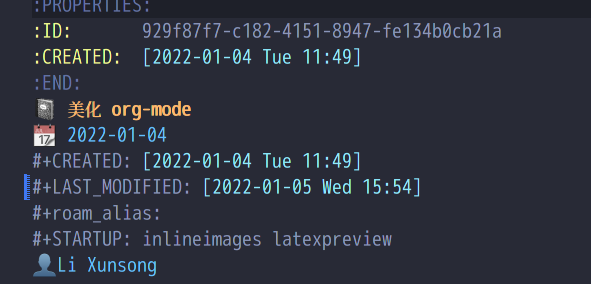 :PROPERTIES:
:ID: 929f87f7-c182-4151-8947-fe134b0cb21a
:CREATED: [2022-01-04 Tue 11:49]
:END:
美化 org-mode
17 2022-01-04
#+CREATED: [2022-01-04 Tue 11:49]
#+LAST_MODIFIED: [2022-01-05 Wed 15:54]
#+roam_alias:
#+STARTUP: inlineimages latexpreview
Li Xunsong